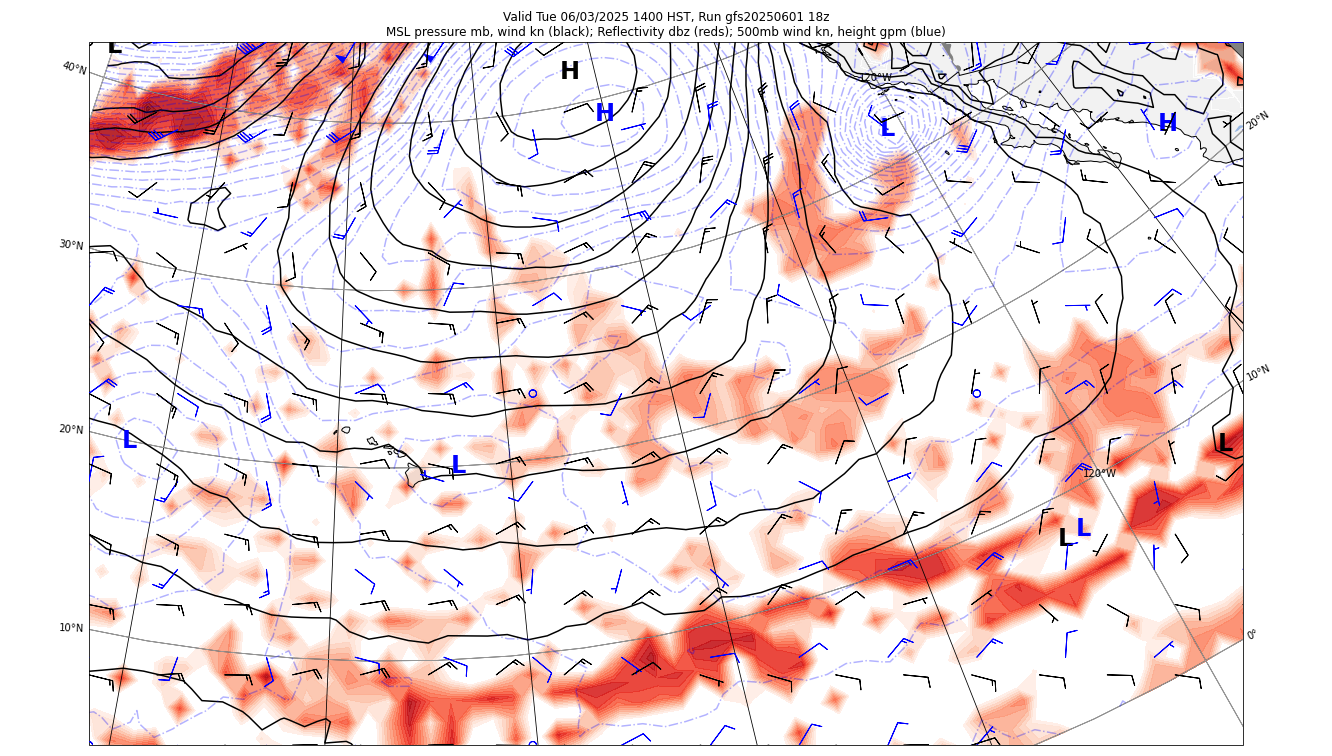 Valid Tue 06/03/2025 1400 HST, Run gfs20250601 18z
MSL pressure mb, wind kn (black); Reflectivity dbz (reds); 500mb wind kn, height gpm (blue)
L
H
40°N
120°W
H
20°N
L
H
30°N
10°N
20°N
L
L
L
120°W
L
L
10°N
0°